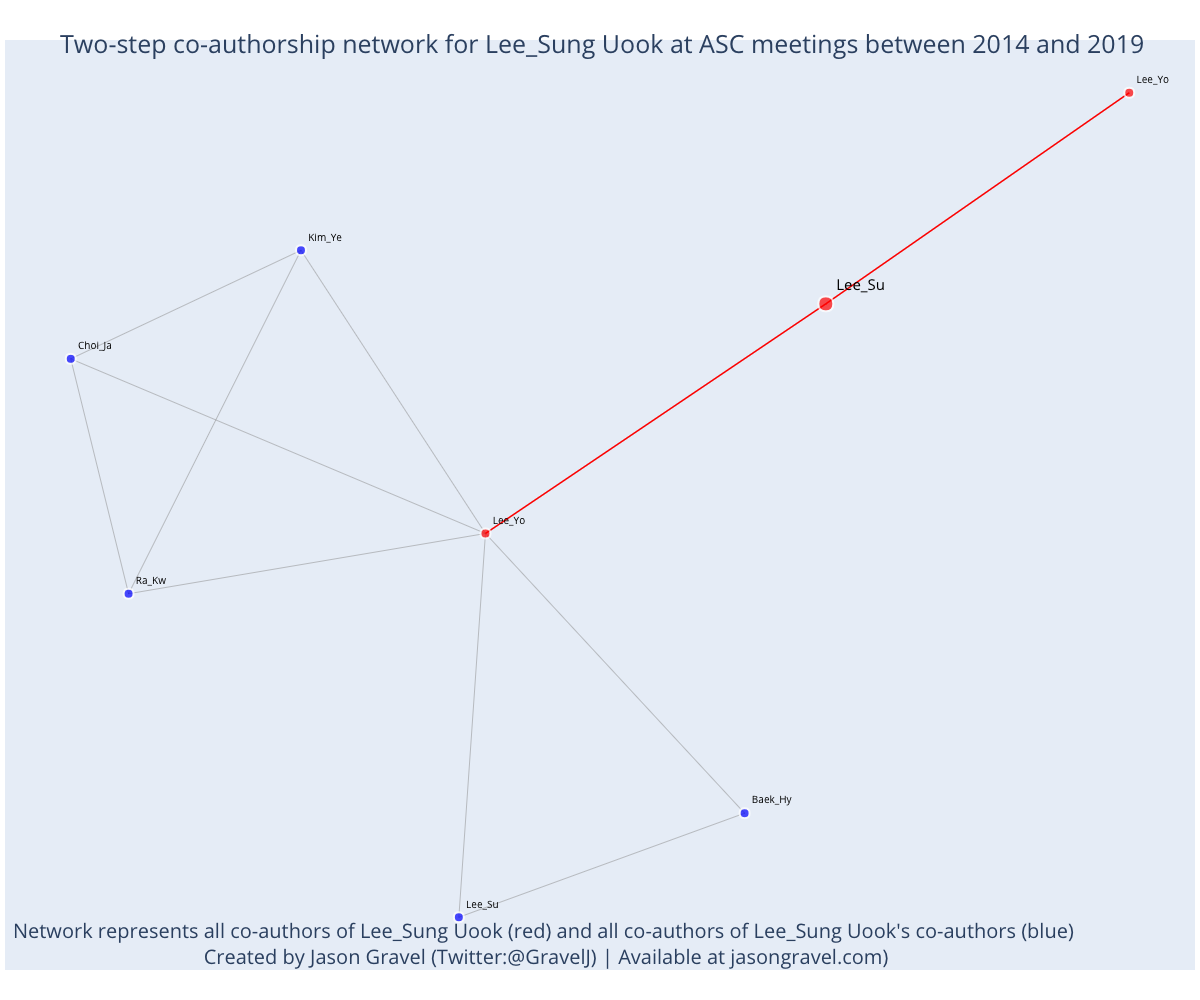 Two-step co-authorship network for Lee_Sung Uook at ASC meetings between 2014 and 2019
Lee_Yo
Kim_Ye
Lee_Su
Choi_Ja
Lee_Yo
Ra_Kw
Baek_Hy
Lee_Su
Network represents all co-authors of Lee_Sung Uook (red) and all co-authors of Lee_Sung Uook's co-authors (blue)
Created by Jason Gravel (Twitter:@GravelJ) | Available at jasongravel.com)